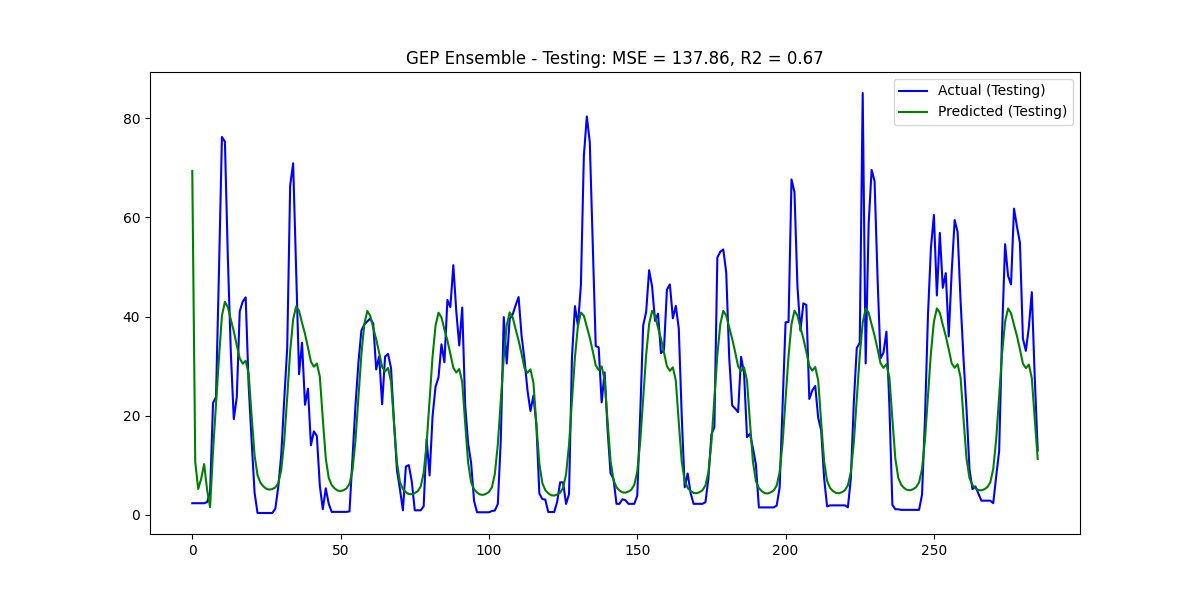 GEP Ensemble - Testing: MSE = 137.86, R2 = 0.67
Actual (Testing)
Predicted (Testing)
80
60
40
20
0
0 50 100 150 200 250